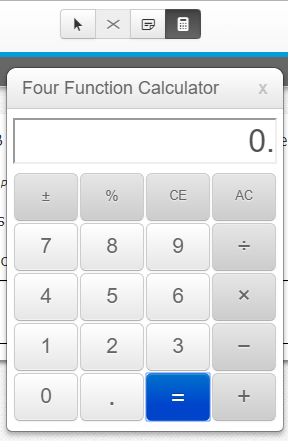 Four Function Calculator x
0.
± % CE AC
7 8 9 ÷
4 5 6 ×
1 2 3 −
0 . = +